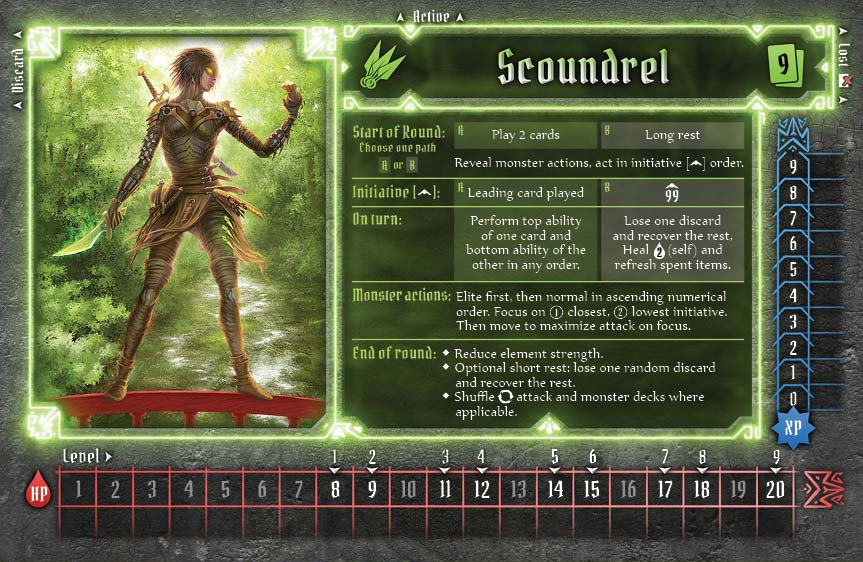 Active
Discard
Lost
Scoundrel
9
Start of Round:
Choose one path
A or B
A Play 2 cards
B Long rest
Reveal monster actions, act in initiative [ ] order.
Initiative [ ]:
A Leading card played
B 99
On turn:
Perform top ability
of one card and
bottom ability of the
other in any order.
Lose one discard
and recover the rest.
Heal 2 (self) and
refresh spent items.
Monster actions:
Elite first, then normal in ascending numerical
order. Focus on ① closest, ② lowest initiative.
Then move to maximize attack on focus.
End of round:
◆ Reduce element strength.
◆ Optional short rest: lose one random discard
and recover the rest.
◆ Shuffle attack and monster decks where
applicable.
9
8
7
6
5
4
3
2
1
0
XP
Level 1 2 3 4 5 6 7 8 9
HP 1 2 3 4 5 6 7 8 9 10 11 12 13 14 15 16 17 18 19 20